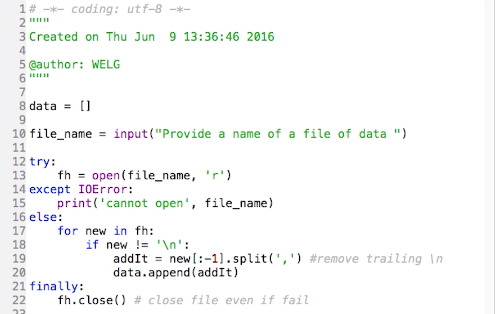 1 # -*- coding: utf-8 -*-
2 """
3 Created on Thu Jun  9 13:36:46 2016
4
5 @author: WELG
6 """
7
8 data = []
9
10 file_name = input("Provide a name of a file of data ")
11
12 try:
13     fh = open(file_name, 'r')
14 except IOError:
15     print('cannot open', file_name)
16 else:
17     for new in fh:
18         if new != '\n':
19             addIt = new[:-1].split(',') #remove trailing \n
20             data.append(addIt)
21 finally:
22     fh.close() # close file even if fail
23